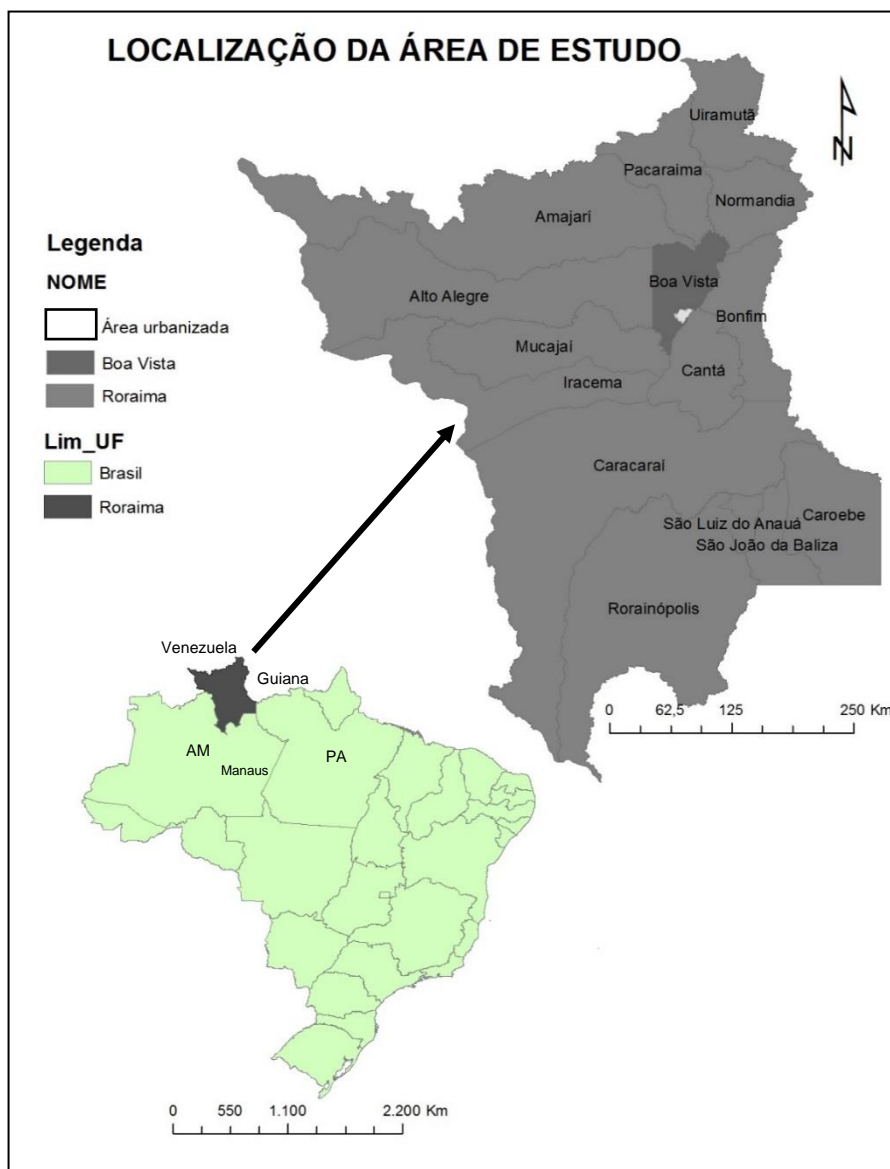 LOCALIZAÇÃO DA ÁREA DE ESTUDO
N
Uiramutã
Pacaraima
Normandia
Amajarí
Boa Vista
Alto Alegre
Bonfim
Mucajaí
Cantá
Iracema
Caracaraí
São Luiz do Anauá
Caroebe
São João da Baliza
Rorainópolis
0 62,5 125 250 Km
Legenda
NOME
Área urbanizada
Boa Vista
Roraima
Lim_UF
Brasil
Roraima
Venezuela
Guiana
AM
PA
Manaus
0 550 1.100 2.200 Km